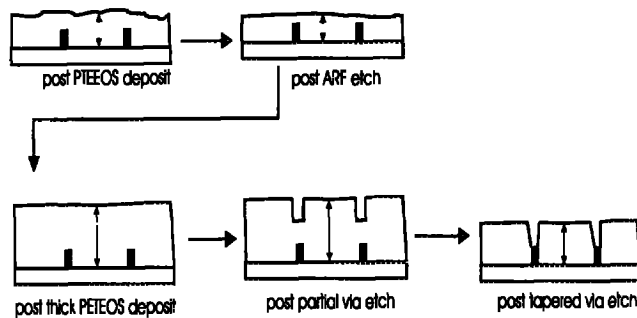 post PTEEOS deposit
post ARF etch
post thick PETEOS deposit
post partial via etch
post tapered via etch